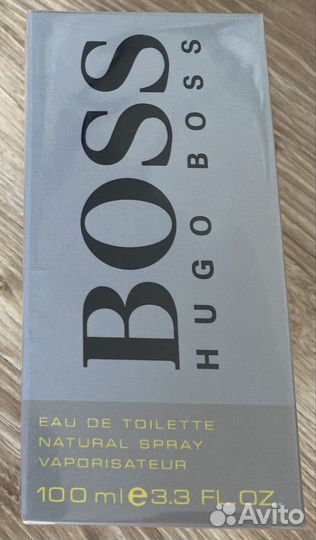 BOSS
HUGO BOSS
EAU DE TOILETTE
NATURAL SPRAY
VAPORISATEUR
100 ml e 3.3 FL. OZ.
Avito